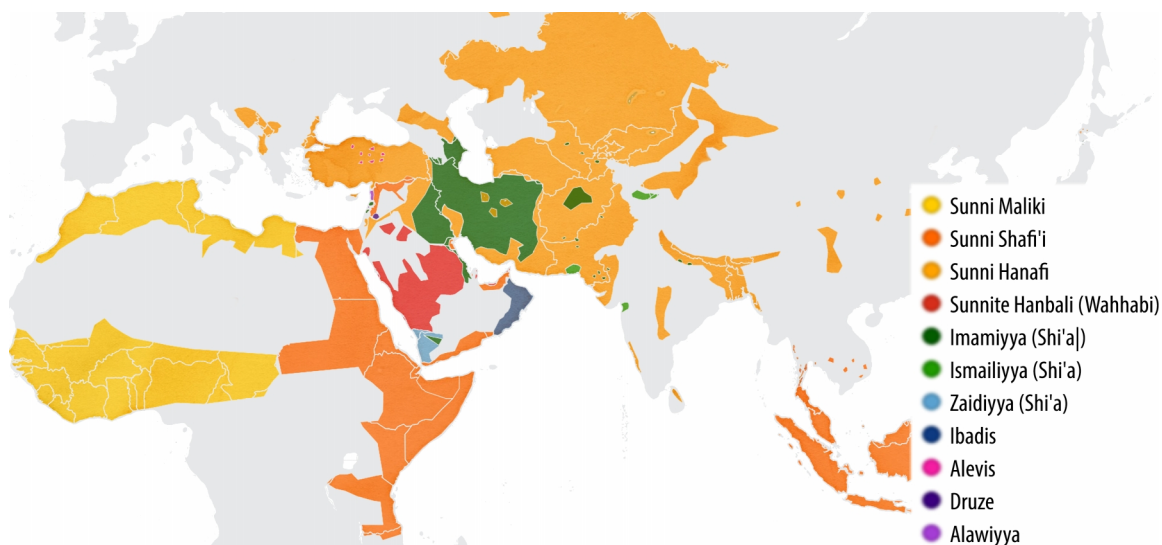 Sunni Maliki
Sunni Shafi'i
Sunni Hanafi
Sunnite Hanbali (Wahhabi)
Imamiyya (Shi'a|)
Ismailiyya (Shi'a)
Zaidiyya (Shi'a)
Ibadis
Alevis
Druze
Alawiyya